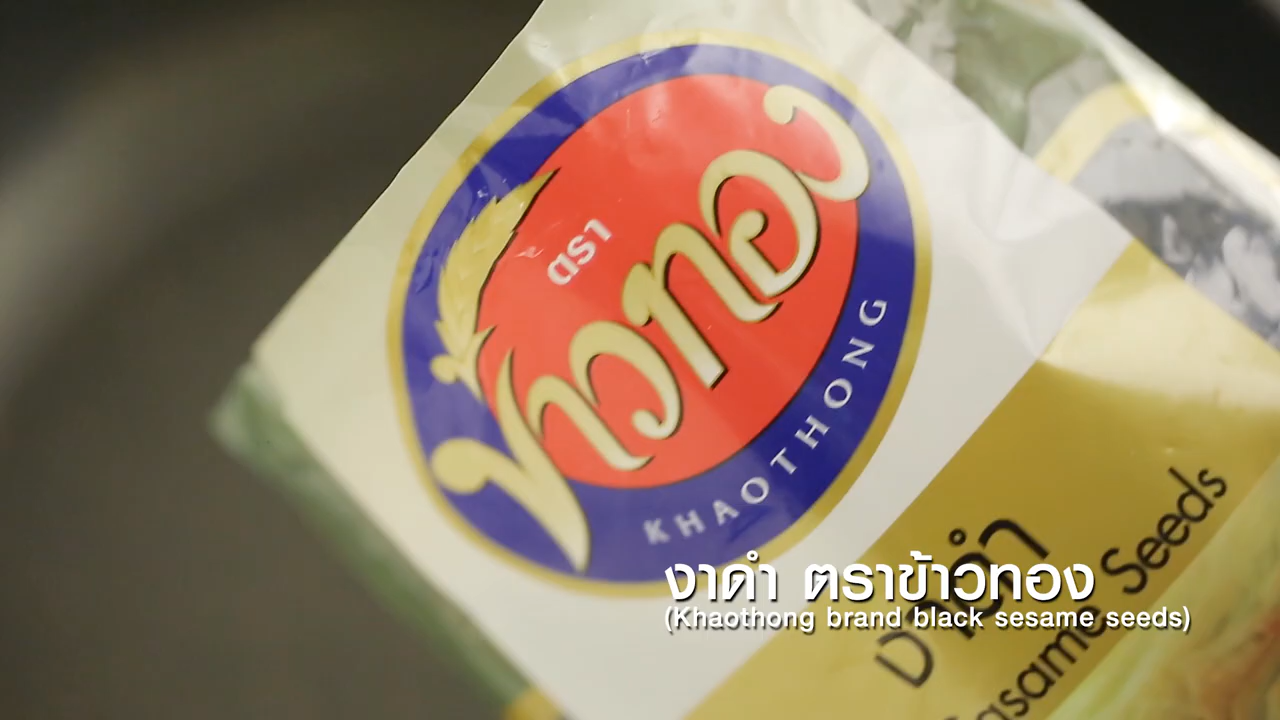 ตรา
ข้าวทอง
KHAOTHONG
งาดำ
Sasame Seeds
งาดำ ตราข้าวทอง
(Khaothong brand black sesame seeds)